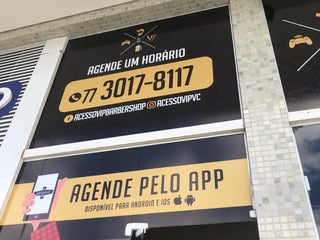 AGENDE UM HORÁRIO
77 3017-8117
ACESSOVIPBARBERSHOP ACESSOVIPVC
AGENDE PELO APP
DISPONÍVEL PARA ANDROID E IOS